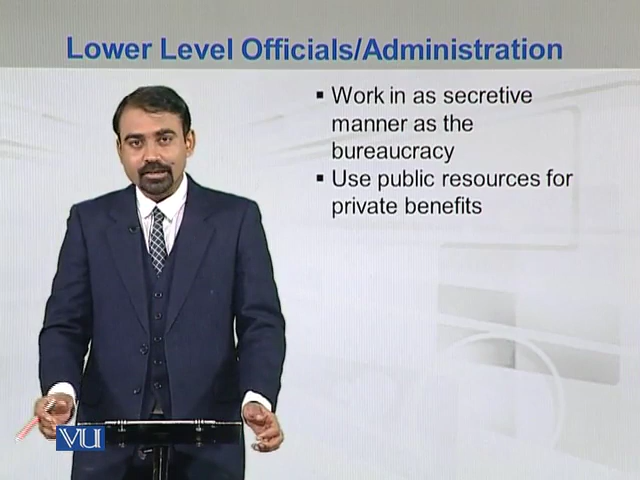 Lower Level Officials/Administration
▪ Work in as secretive
manner as the
bureaucracy
▪ Use public resources for
private benefits
VU